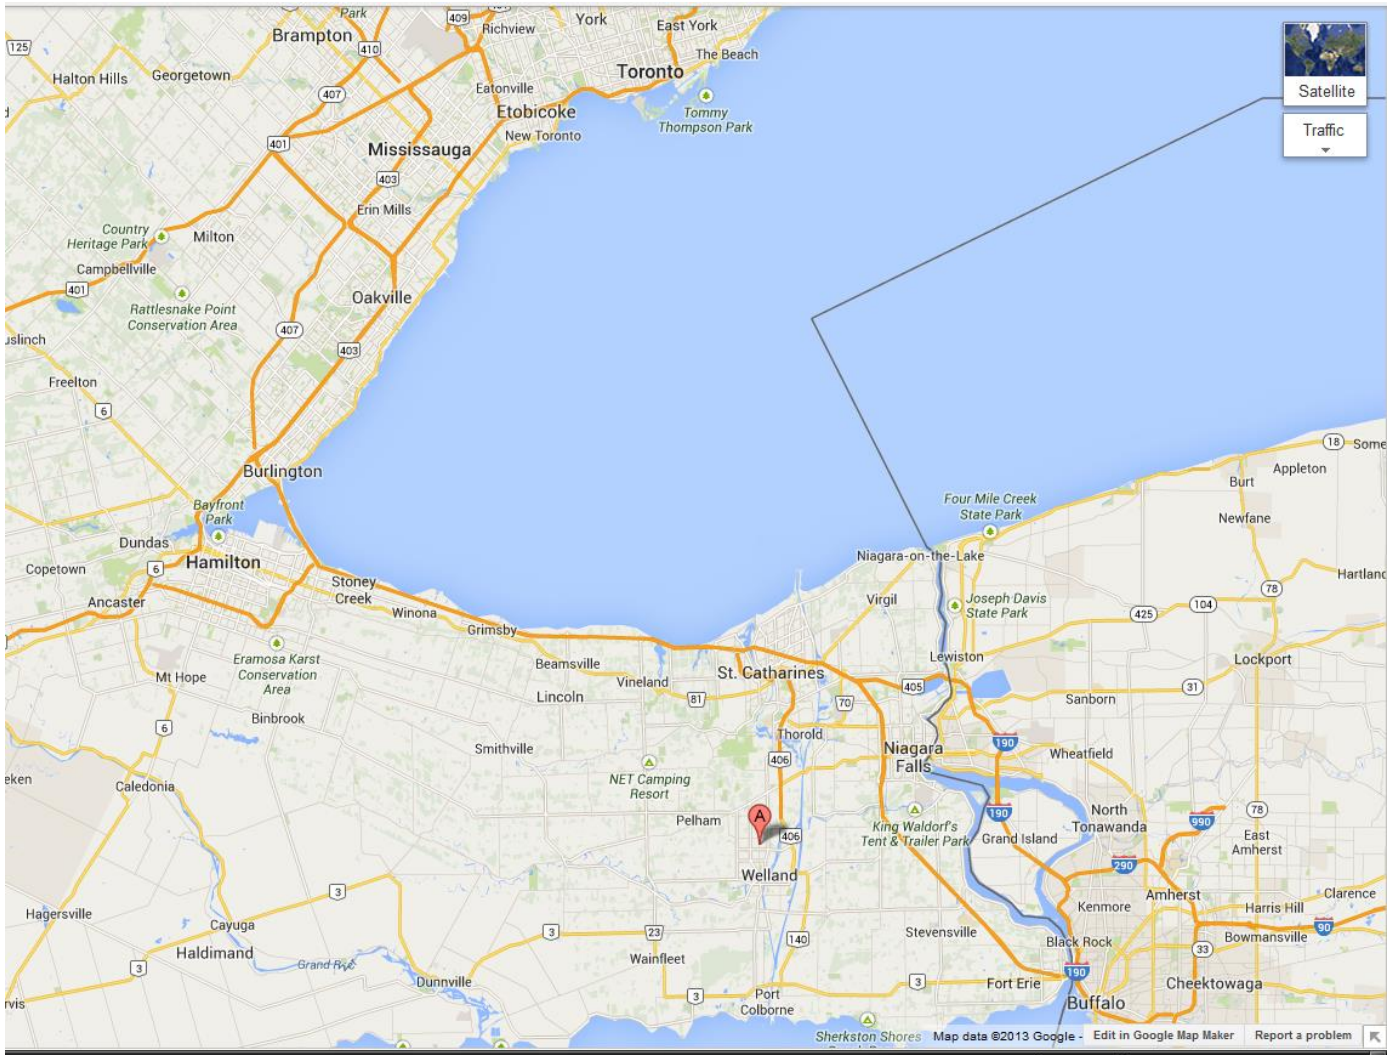 Park
409
York
East York
Brampton
Richview
125
410
The Beach
Halton Hills
Georgetown
Toronto
Eatonville
407
Etobicoke
Tommy
Thompson Park
Satellite
New Toronto
Traffic
401
Mississauga
403
Erin Mills
Country
Heritage Park
Milton
Campbellville
401
Oakville
Rattlesnake Point
Conservation Area
407
uslinch
403
Freelton
6
18
Some
Burlington
Appleton
Burt
Bayfront
Park
Four Mile Creek
State Park
Newfane
Dundas
Hamilton
Niagara-on-the-Lake
Copetown
6
Stoney
Creek
Hartland
78
Ancaster
Winona
Virgil
Joseph Davis
State Park
425
104
Grimsby
Eramosa Karst
Conservation
Area
Beamsville
Lewiston
Lockport
Mt Hope
Vineland
St. Catharines
405
31
Lincoln
81
70
Sanborn
Binbrook
6
Thorold
Smithville
Niagara
Falls
190
Wheatfield
406
eken
NET Camping
Resort
Caledonia
A
Pelham
406
King Waldorf's
Tent & Trailer Park
190
Grand Island
North
Tonawanda
78
990
East
Amherst
290
Welland
3
Amherst
Clarence
Kenmore
Harris Hill
Hagersville
Cayuga
3
23
140
Stevensville
90
Bowmansville
Black Rock
33
Haldimand
Wainfleet
Grand Riv
3
Dunnville
3
190
Fort Erie
Cheektowaga
3
Port
Colborne
Buffalo
rvis
Sherkston Shores
Map data ©2013 Google -
Edit in Google Map Maker
Report a problem